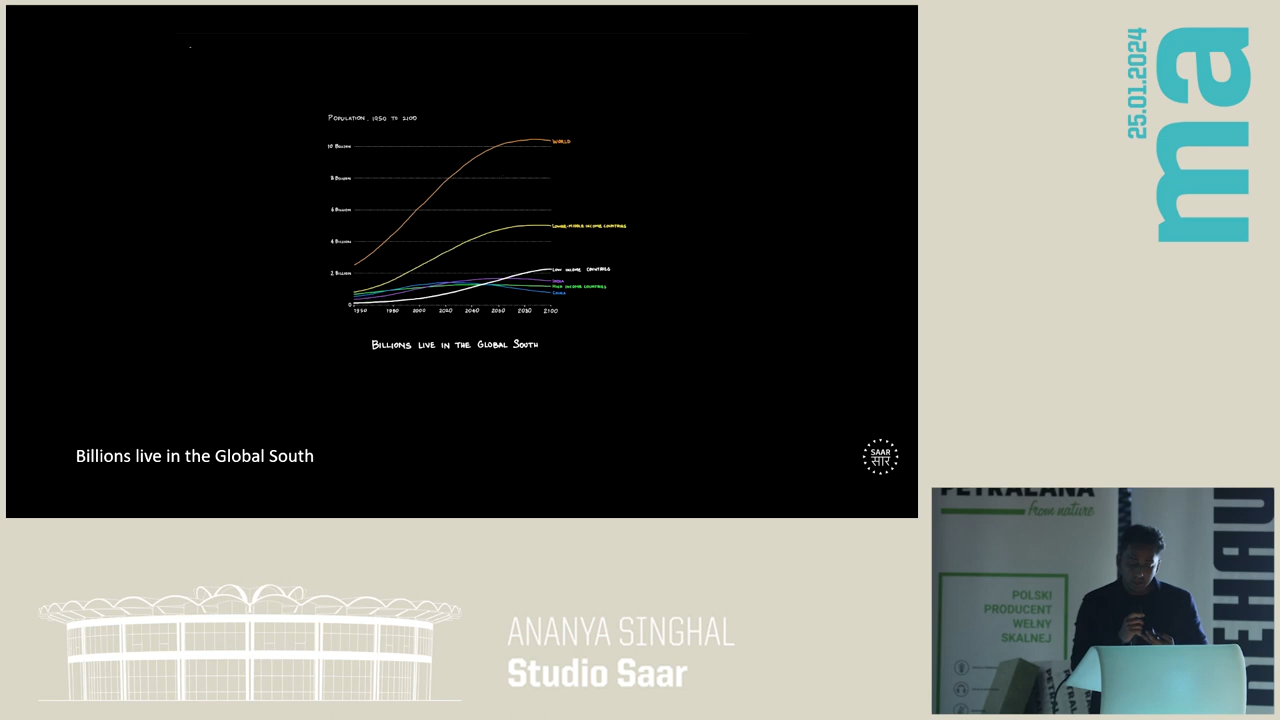 POPULATION, 1950 TO 2100
10 BILLION
8 BILLION
6 BILLION
4 BILLION
2 BILLION
0
1950
1980
2000
2020
2040
2060
2080
2100
WORLD
LOWER-MIDDLE INCOME COUNTRIES
LOW INCOME COUNTRIES
INDIA
HIGH INCOME COUNTRIES
CHINA
BILLIONS LIVE IN THE GLOBAL SOUTH
Billions live in the Global South
SAAR
सार
25.01.2024
ma
ANANYA SINGHAL
Studio Saar
PETRALANA
from nature
POLSKI
PRODUCENT
WEŁNY
SKALNEJ